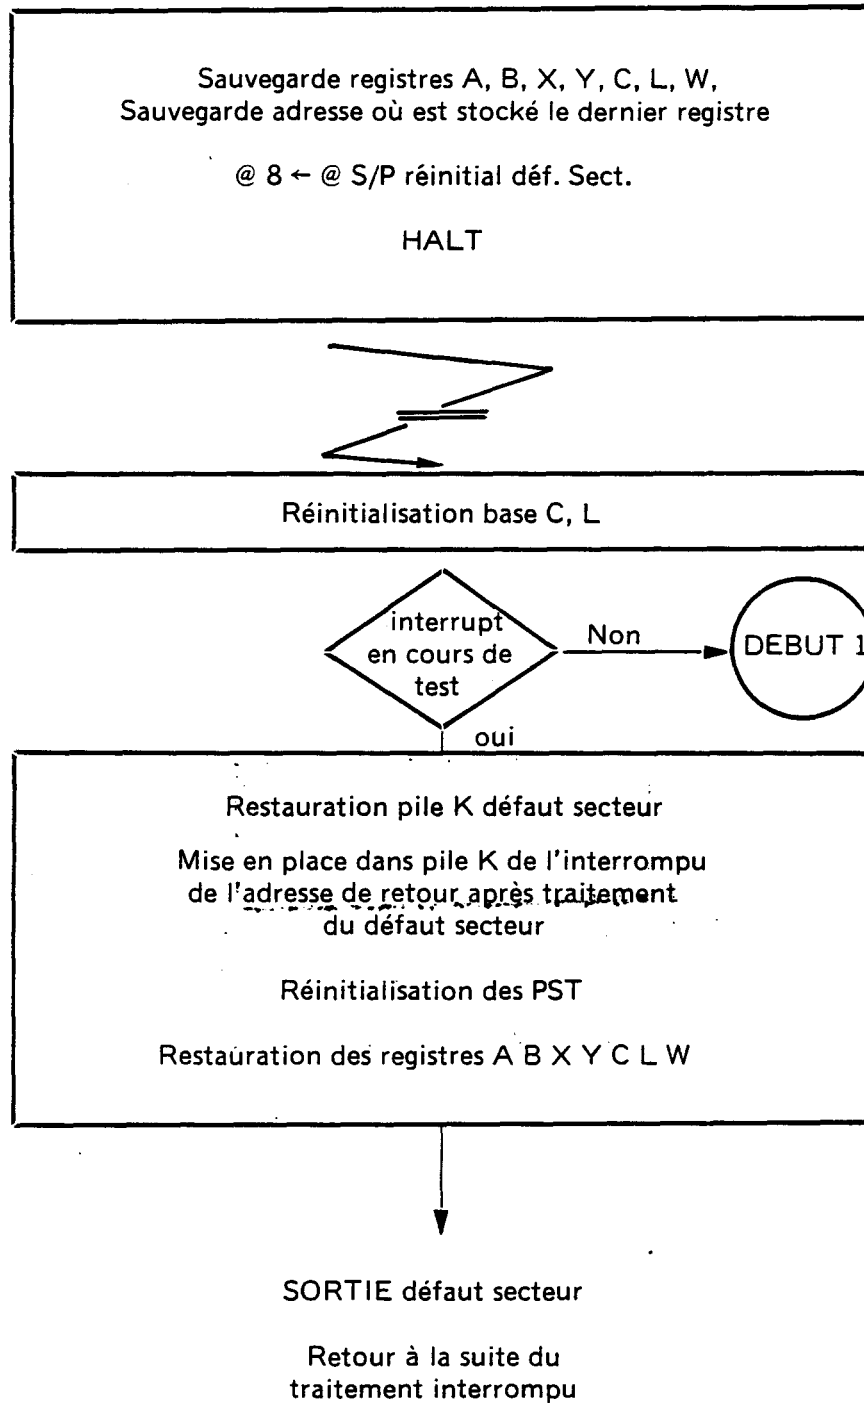 Sauvegarde registres A, B, X, Y, C, L, W,
Sauvegarde adresse où est stocké le dernier registre
@ 8 ← @ S/P réinitial déf. Sect.
HALT
Réinitialisation base C, L
interrupt
en cours de
test
Non
DEBUT 1
oui
Restauration pile K défaut secteur
Mise en place dans pile K de l'interrompu
de l'adresse de retour après traitement
du défaut secteur
Réinitialisation des PST
Restauration des registres A B X Y C L W
SORTIE défaut secteur
Retour à la suite du
traitement interrompu